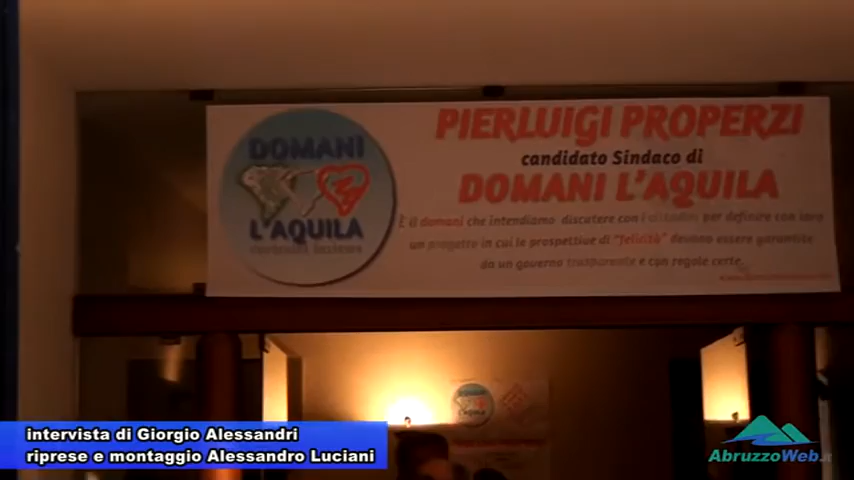 DOMANI
L'AQUILA
PIERLUIGI PROPERZI
candidato Sindaco di
DOMANI L'AQUILA
È il domani che intendiamo discutere con i cittadini per definire con loro
un progetto in cui le prospettive di "felicità" devono essere garantite
da un governo trasparente e con regole certe.
intervista di Giorgio Alessandri
riprese e montaggio Alessandro Luciani
AbruzzoWeb.it